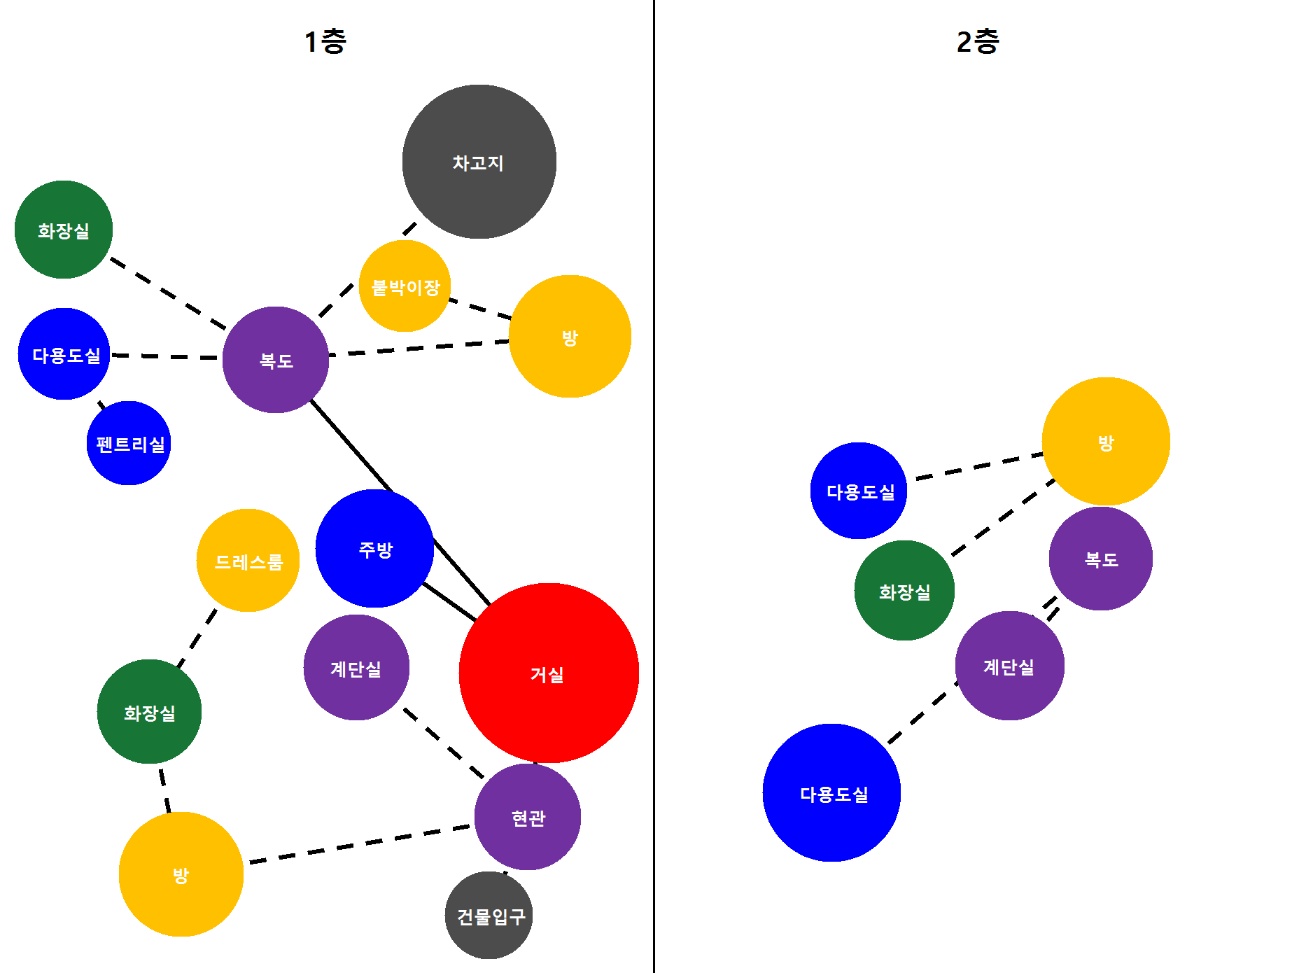 1층
차고지
화장실
붙박이장
방
다용도실
복도
펜트리실
주방
드레스룸
계단실
거실
화장실
현관
방
건물입구
2층
방
다용도실
복도
화장실
계단실
다용도실